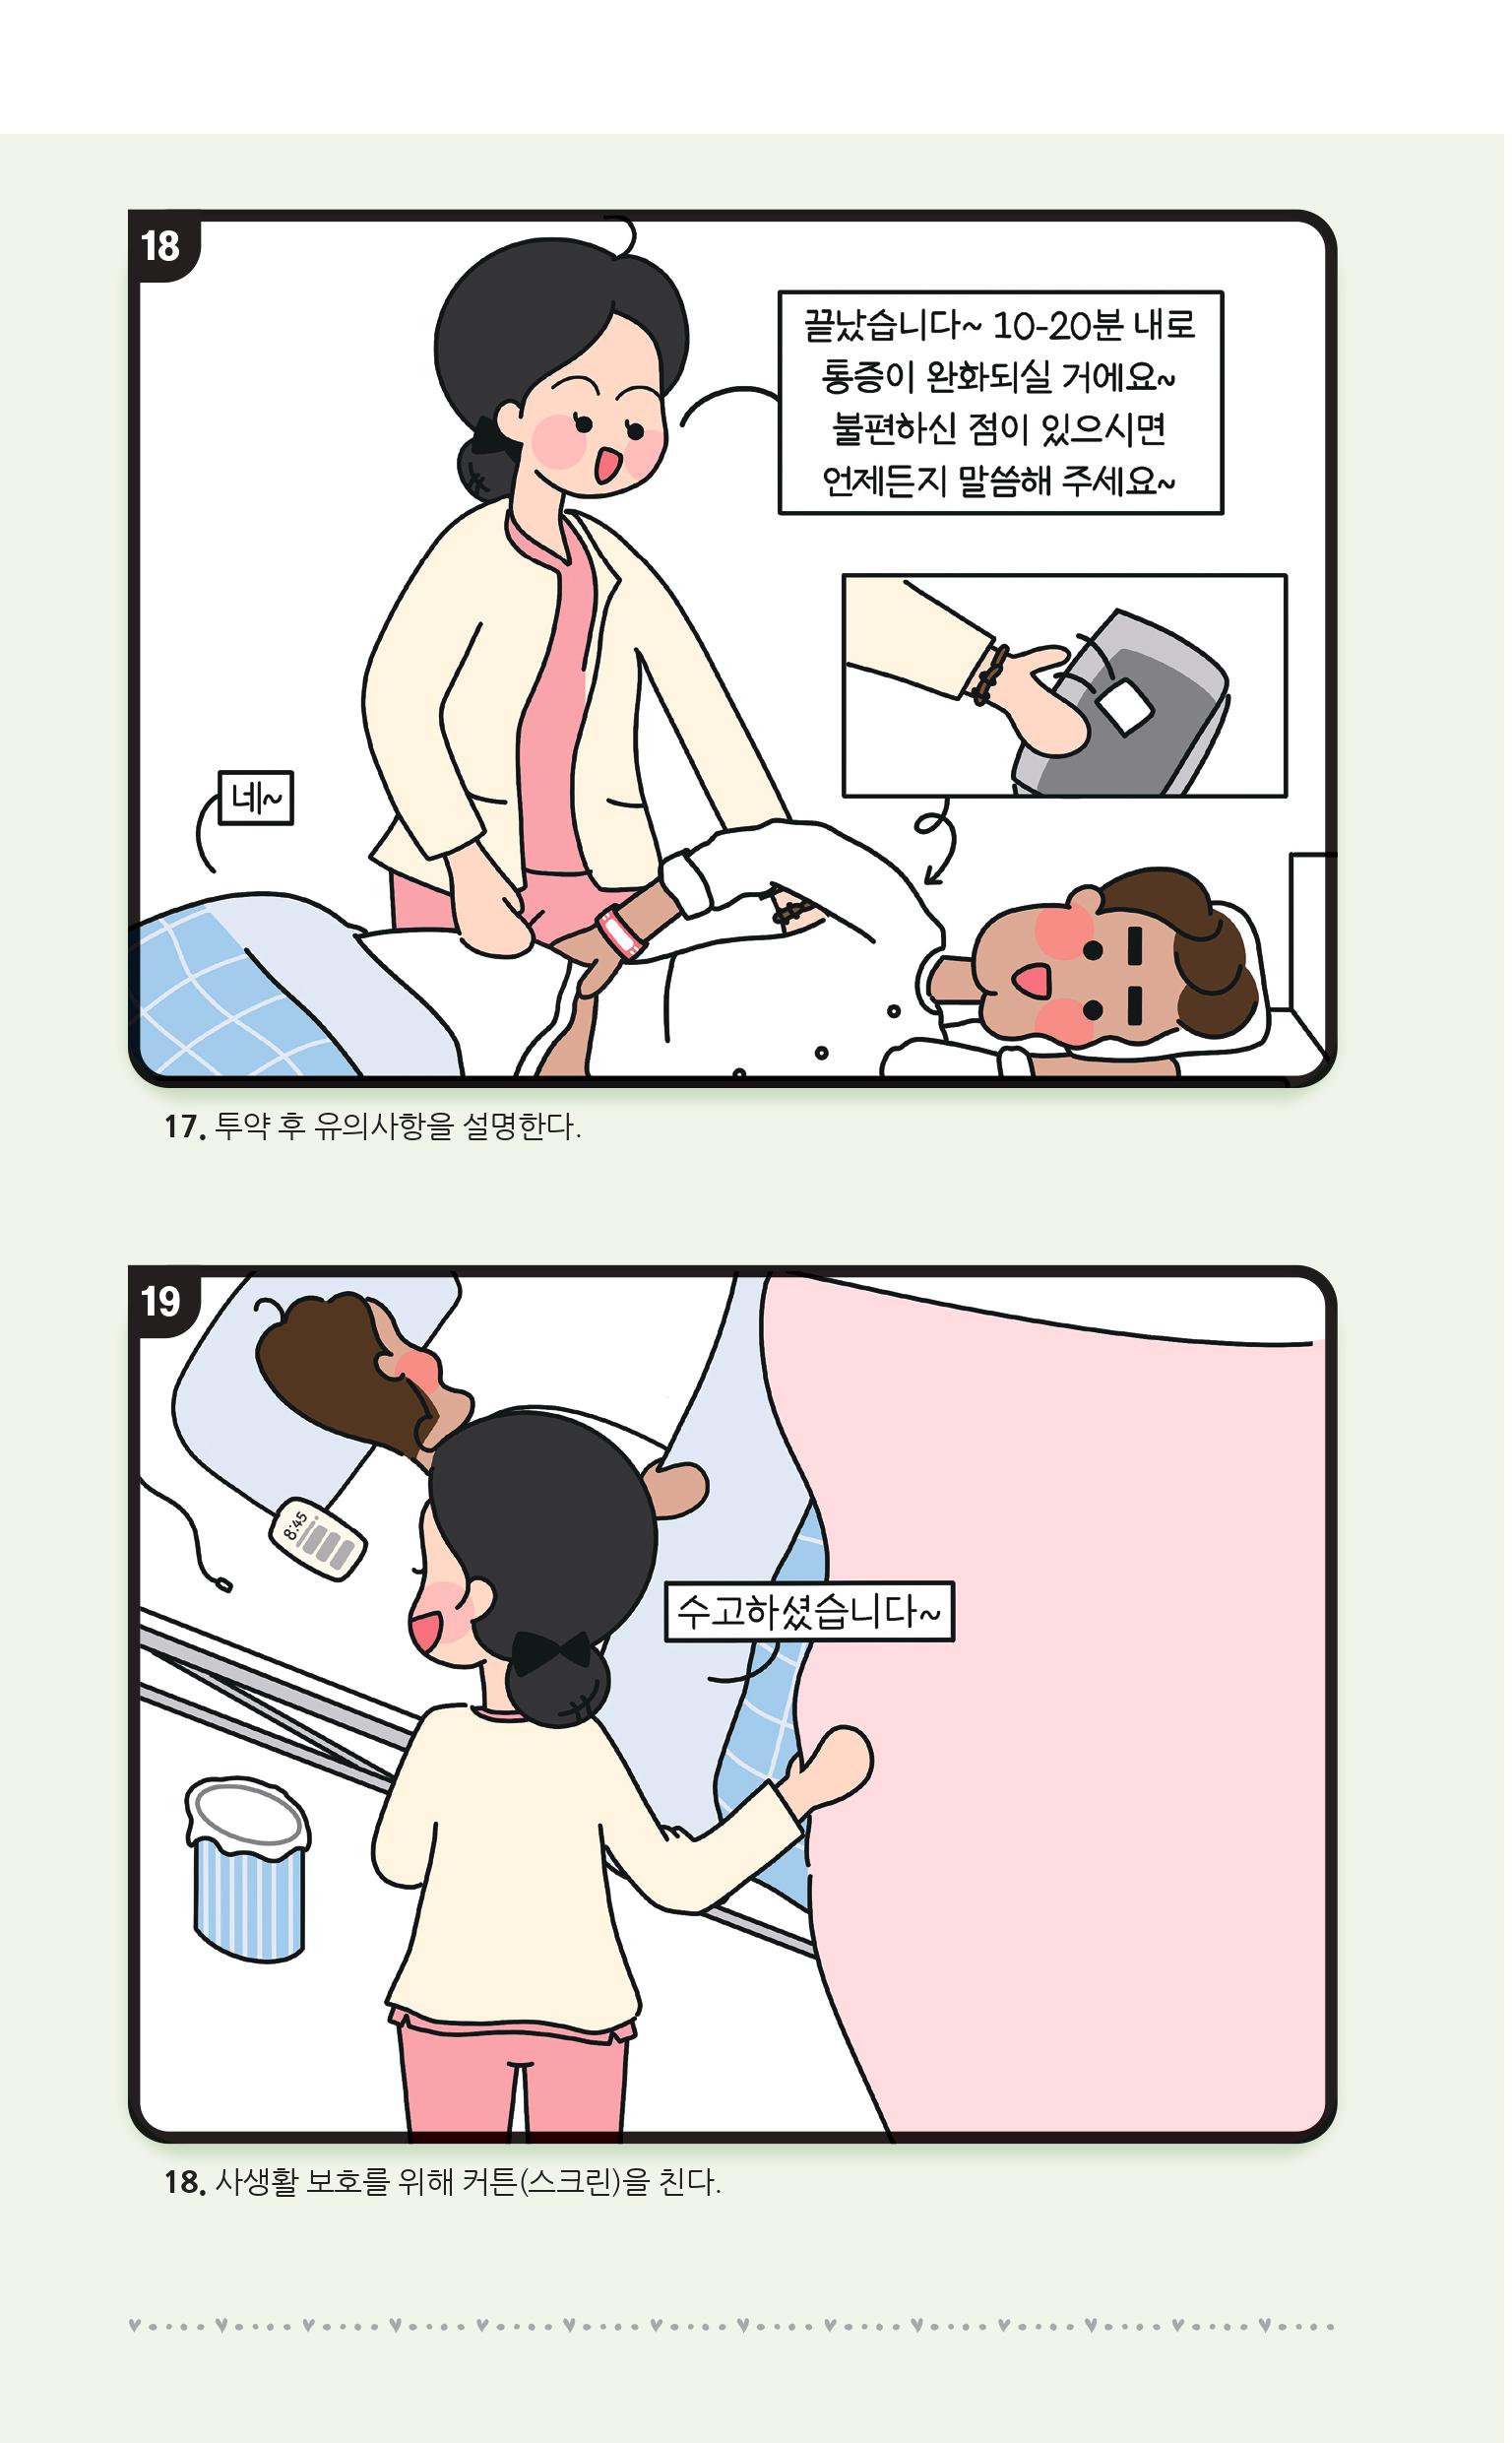 18
끝났습니다~ 10-20분 내로
통증이 완화되실 거에요~
불편하신 점이 있으시면
언제든지 말씀해 주세요~
네~
17. 투약 후 유의사항을 설명한다.
19
8:45
수고하셨습니다~
18. 사생활 보호를 위해 커튼(스크린)을 친다.